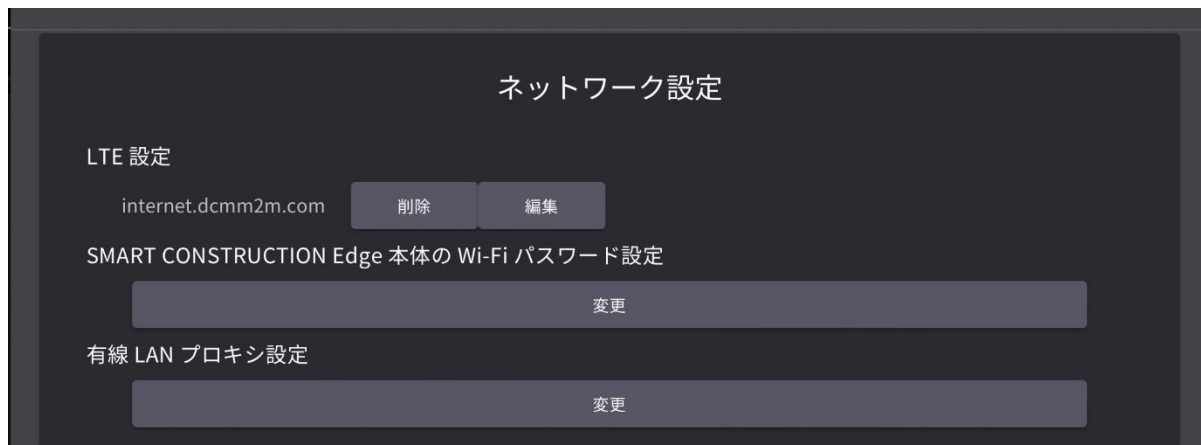 ネットワーク設定
LTE 設定
internet.dcmm2m.com 削除 編集
SMART CONSTRUCTION Edge 本体の Wi-Fi パスワード設定
変更
有線 LAN プロキシ設定
変更